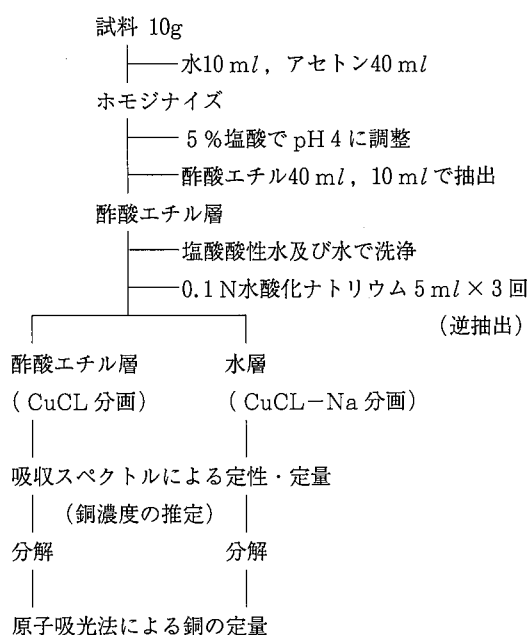 試料 10g
水10 ml，アセトン40 ml
ホモジナイズ
5％塩酸でpH 4に調整
酢酸エチル40 ml，10 mlで抽出
酢酸エチル層
塩酸酸性水及び水で洗浄
0.1 N水酸化ナトリウム 5 ml×3回
(逆抽出)
酢酸エチル層 水層
(CuCL分画) (CuCL－Na分画)
吸収スペクトルによる定性・定量
(銅濃度の推定)
分解 分解
原子吸光法による銅の定量